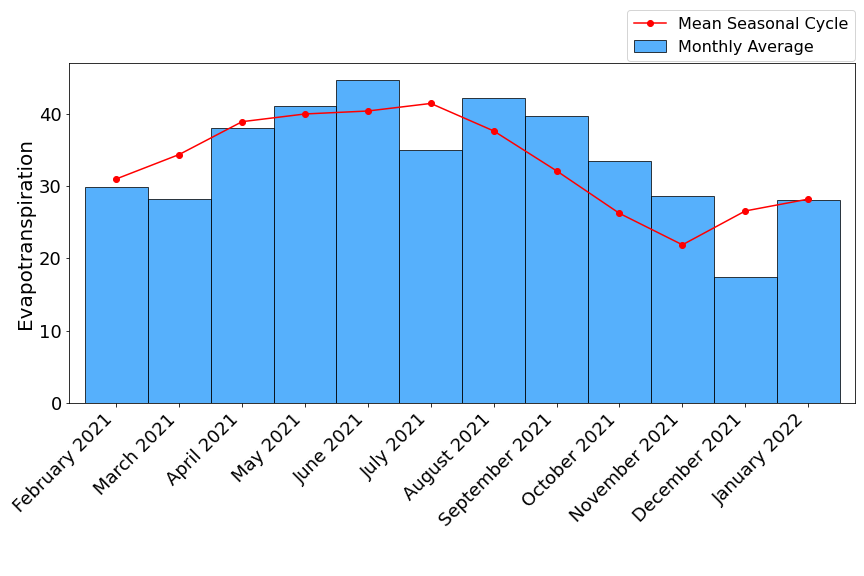 Mean Seasonal Cycle
Monthly Average
Evapotranspiration
40
30
20
10
0
February 2021
March 2021
April 2021
May 2021
June 2021
July 2021
August 2021
September 2021
October 2021
November 2021
December 2021
January 2022